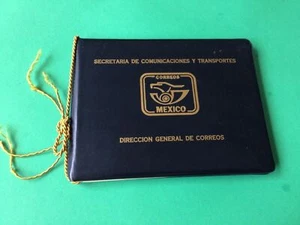 SECRETARIA DE COMUNICACIONES Y TRANSPORTES
CORREOS
MEXICO
DIRECCION GENERAL DE CORREOS